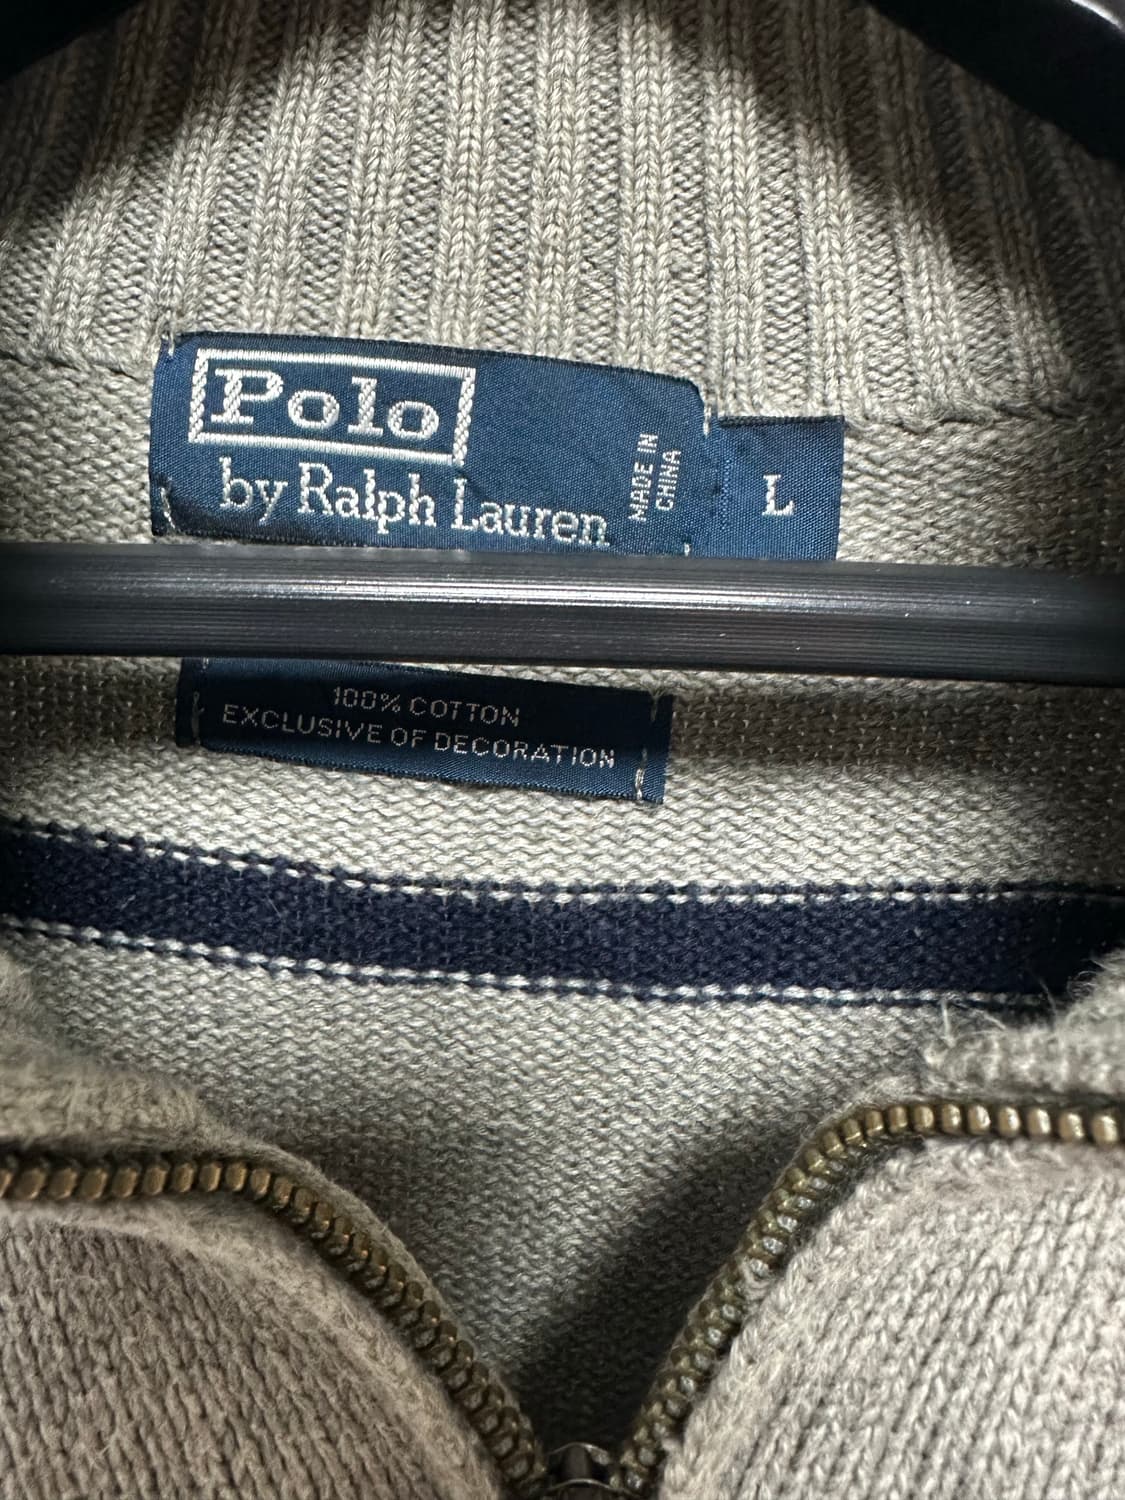 Polo
by Ralph Lauren
MADE IN
CHINA
L
100% COTTON
EXCLUSIVE OF DECORATION